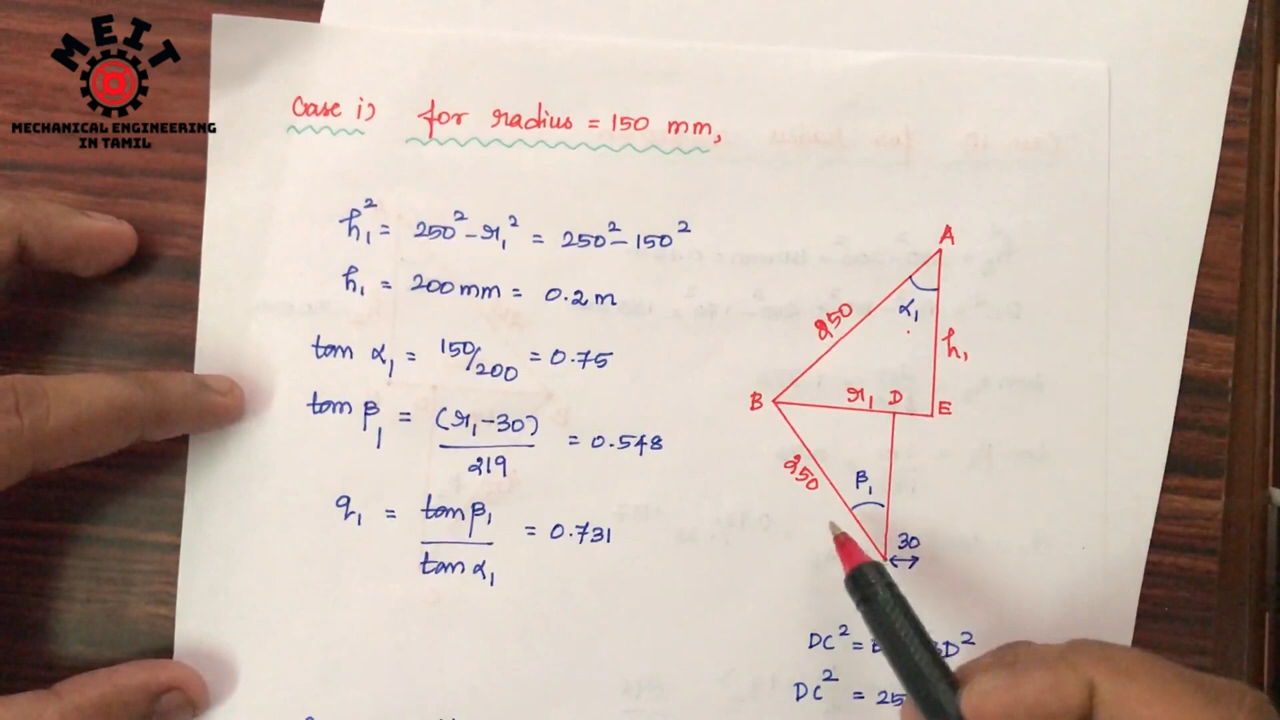 MEIT
MECHANICAL ENGINEERING
IN TAMIL
Case i) for radius = 150 mm,
h₁² = 250² - r₁² = 250² - 150²
h₁ = 200 mm = 0.2 m
tan α₁ = 150/200 = 0.75
tan β₁ = (r₁-30)/219 = 0.548
q₁ = tan β₁/tan α₁ = 0.731
A
250
α₁
h₁
B
r₁
D
E
250
β₁
30
DC² = D²
DC² = 25